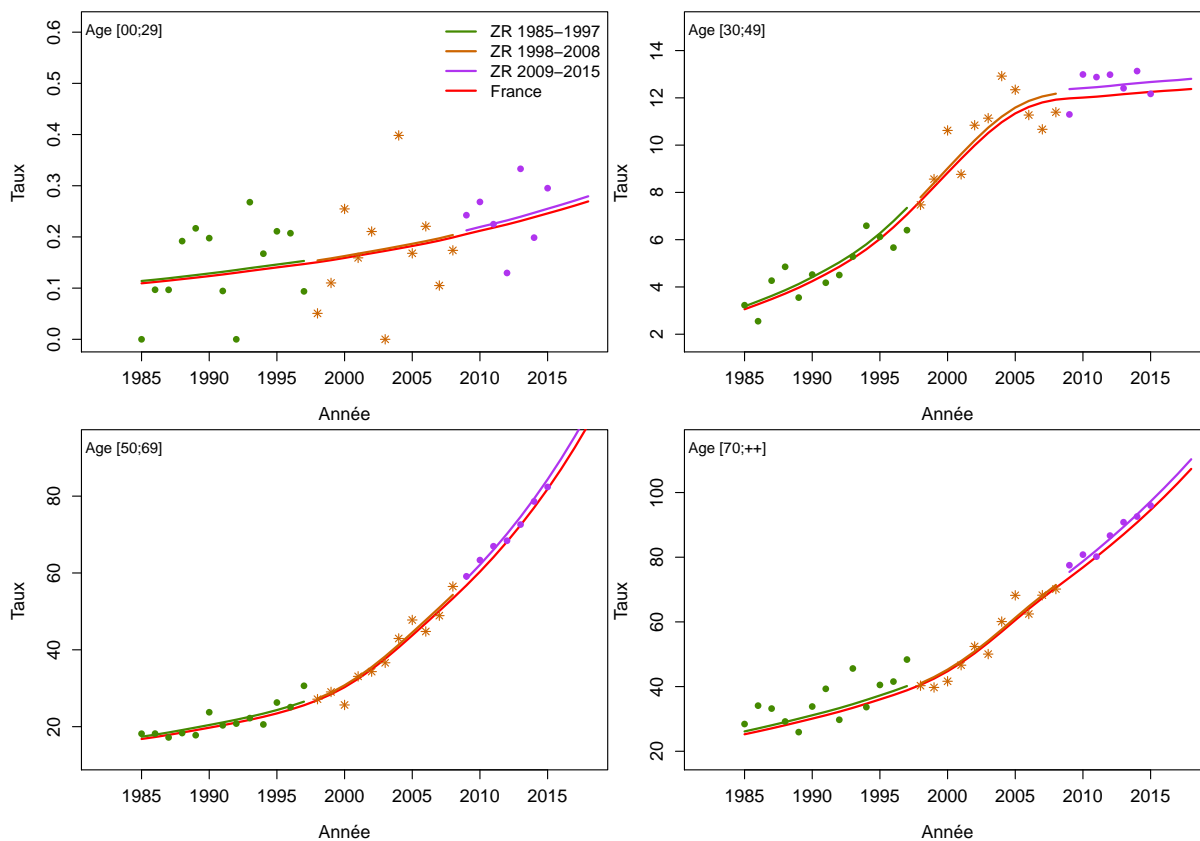 Age [00;29]
ZR 1985−1997
ZR 1998−2008
ZR 2009−2015
France
0.6
0.5
0.4
0.3
0.2
0.1
0.0
Taux
1985 1990 1995 2000 2005 2010 2015
Année
Age [30;49]
14
12
10
8
6
4
2
Taux
1985 1990 1995 2000 2005 2010 2015
Année
Age [50;69]
80
60
40
20
Taux
1985 1990 1995 2000 2005 2010 2015
Année
Age [70;++]
100
80
60
40
20
Taux
1985 1990 1995 2000 2005 2010 2015
Année